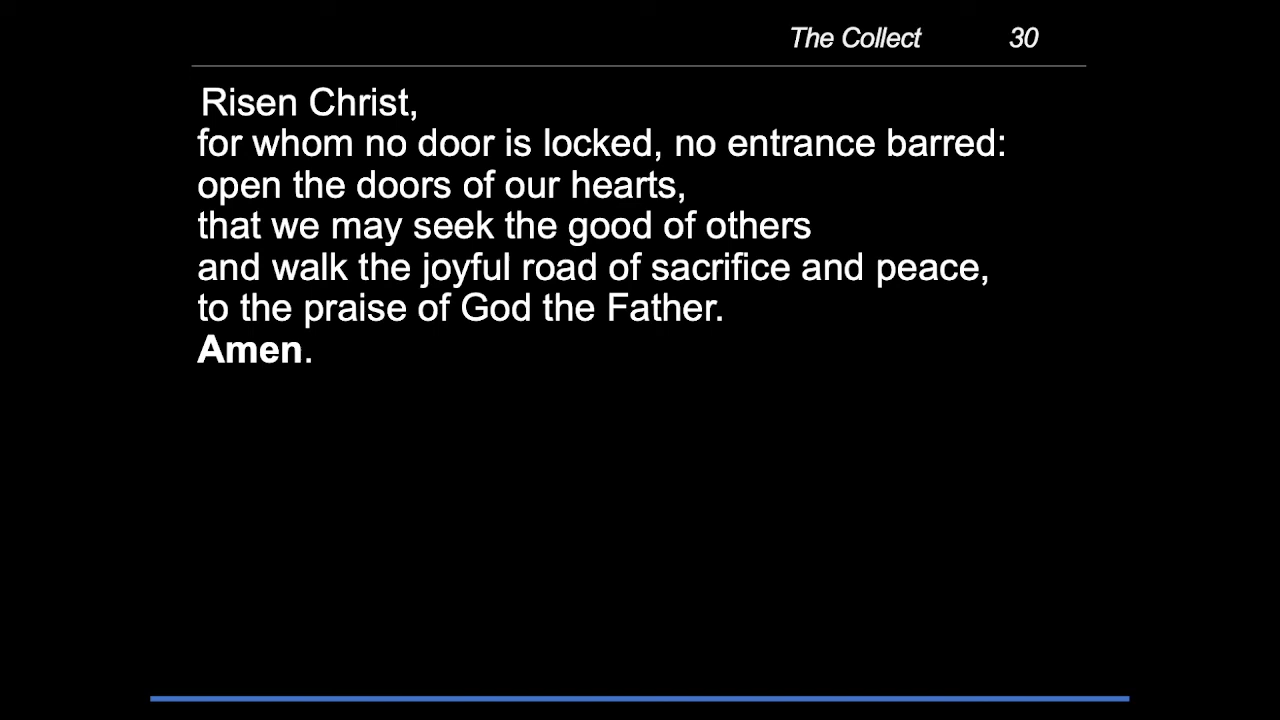 The Collect 30
Risen Christ,
for whom no door is locked, no entrance barred:
open the doors of our hearts,
that we may seek the good of others
and walk the joyful road of sacrifice and peace,
to the praise of God the Father.
Amen.